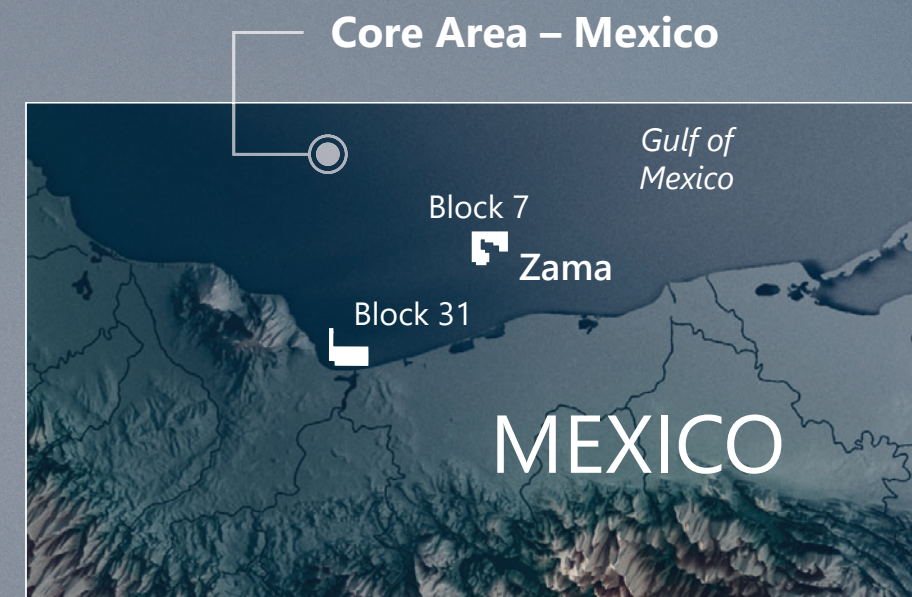 Core Area – Mexico
Gulf of
Mexico
Block 7
Zama
Block 31
MEXICO